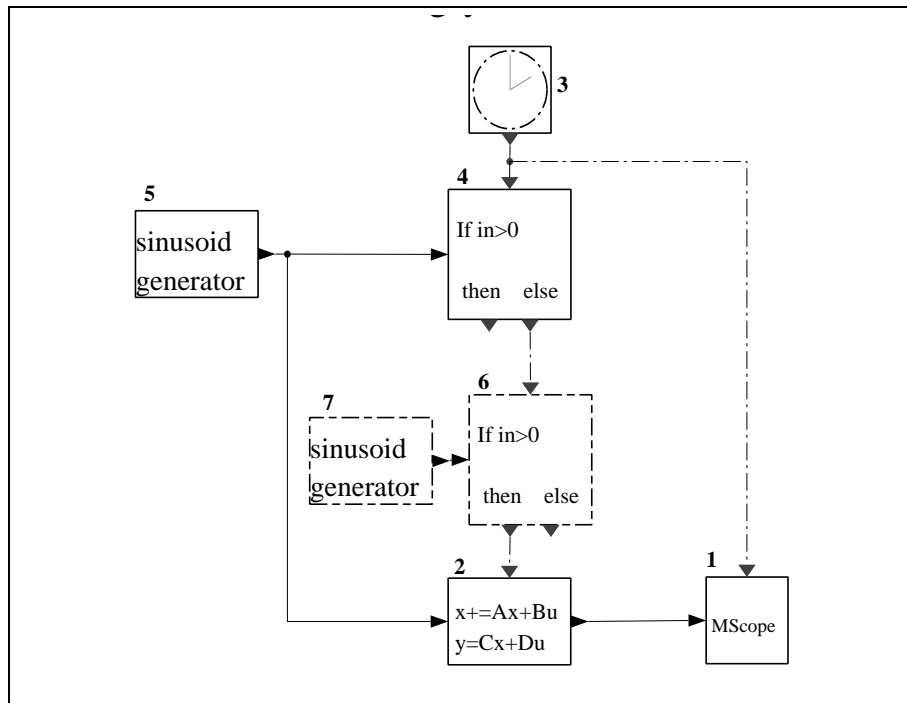 3
4
5
If in>0
sinusoid
generator
then else
6
7
If in>0
sinusoid
generator
then else
2
1
x+=Ax+Bu
y=Cx+Du
MScope